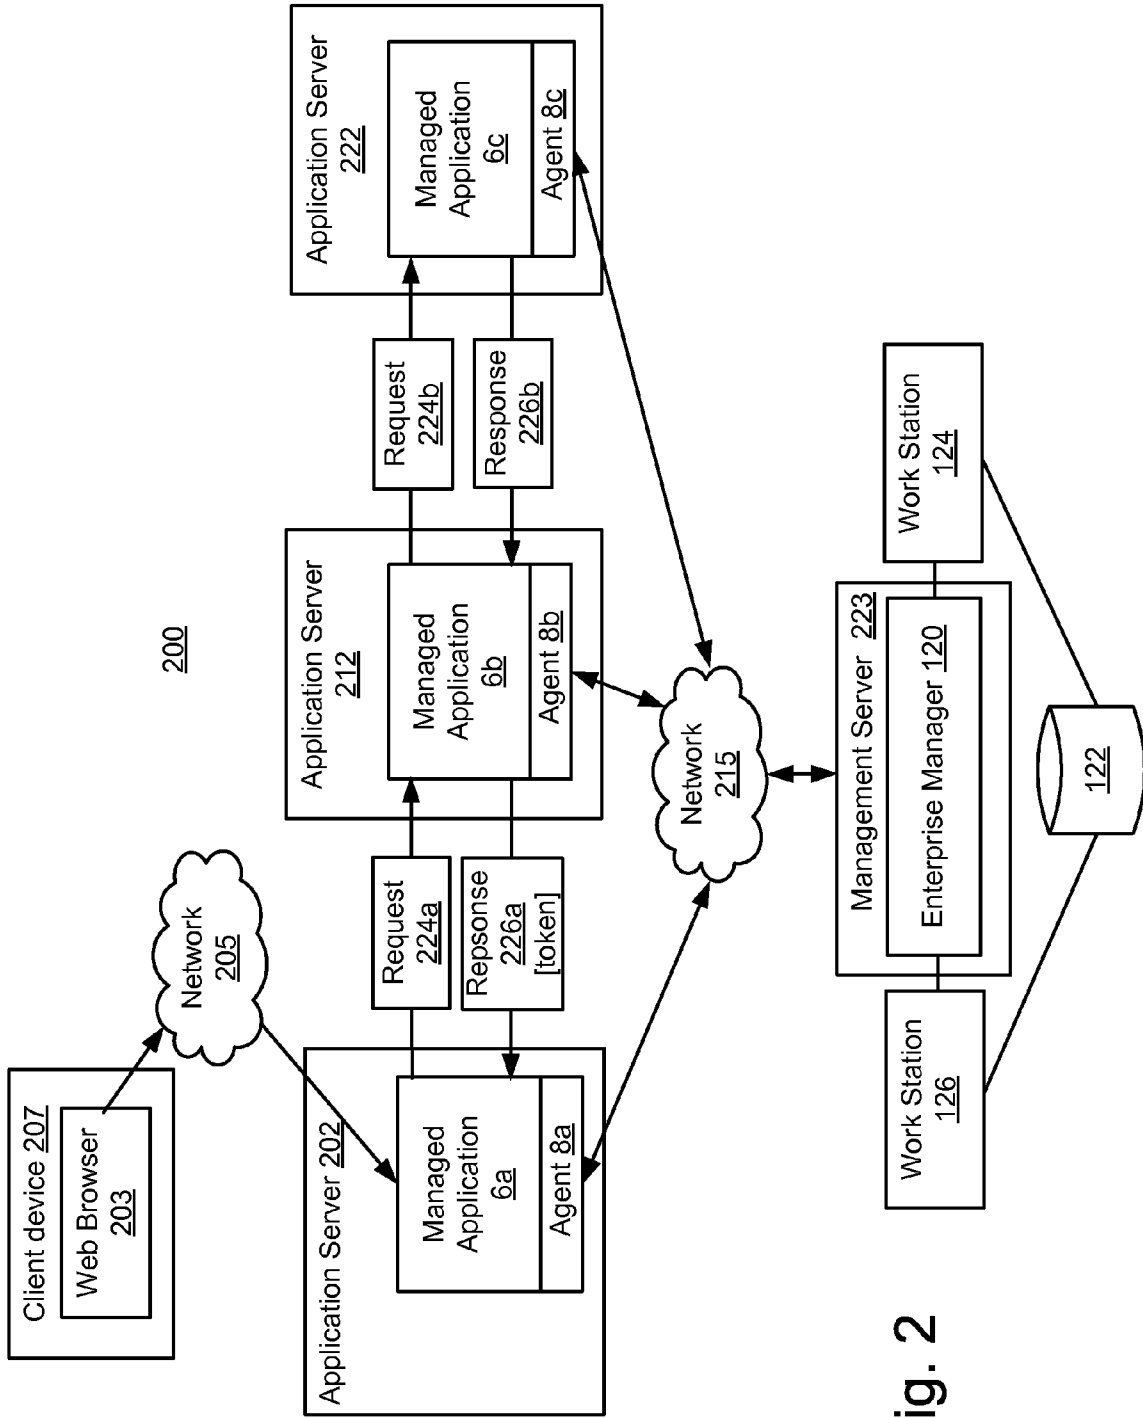 200
Client device 207
Web Browser
203
Network
205
Application Server 202
Managed
Application
6a
Agent 8a
Request
224a
Repsonse
226a
[token]
Application Server
212
Managed
Application
6b
Agent 8b
Request
224b
Response
226b
Application Server
222
Managed
Application
6c
Agent 8c
Network
215
Management Server 223
Enterprise Manager 120
Work Station
126
Work Station
124
122
ig. 2